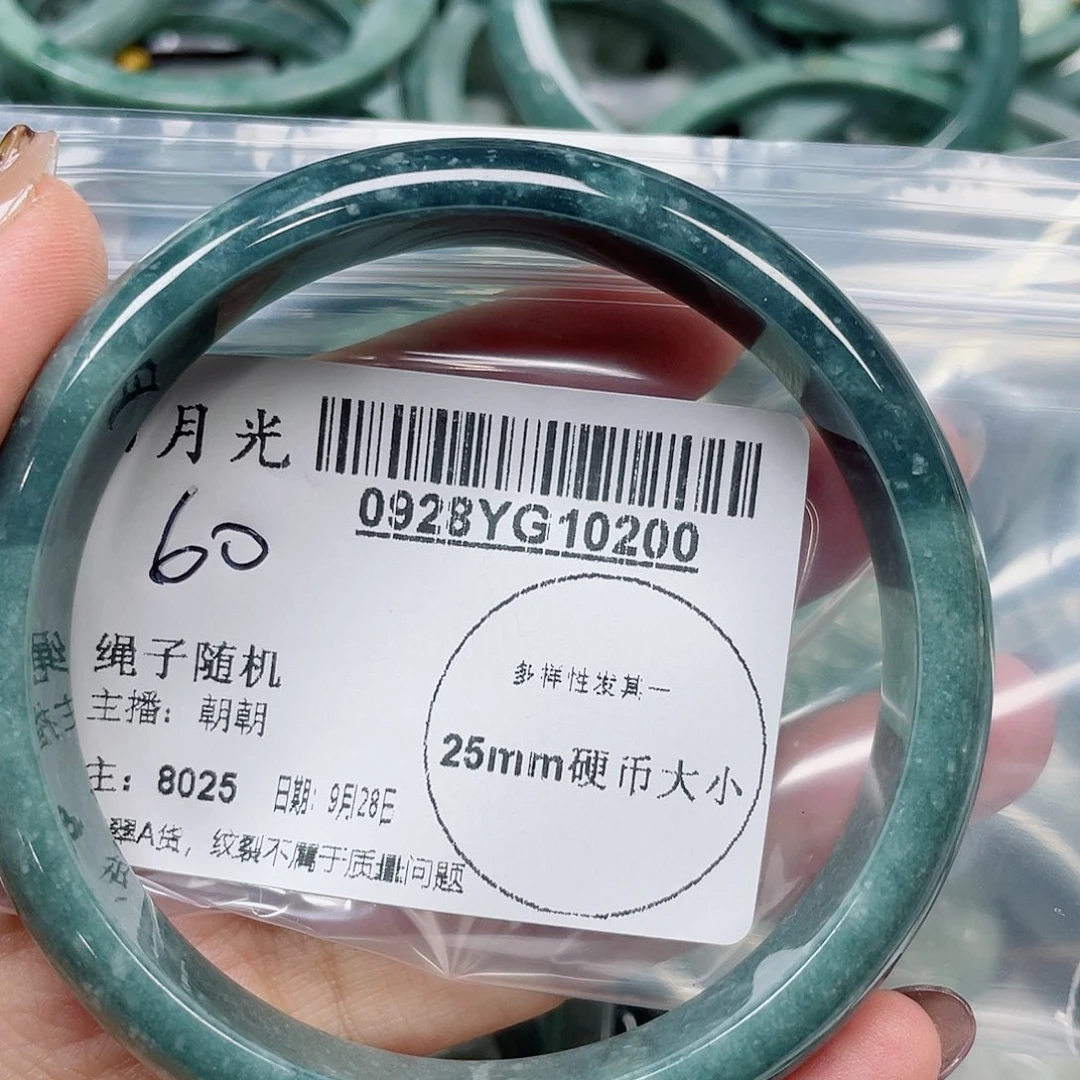 月光
0928YG10200
60
绳子随机
主播：朝朝
主：8025 日期：9月28日
翠A货，纹裂不属于质量问题
多样性发其一
25mm硬币大小